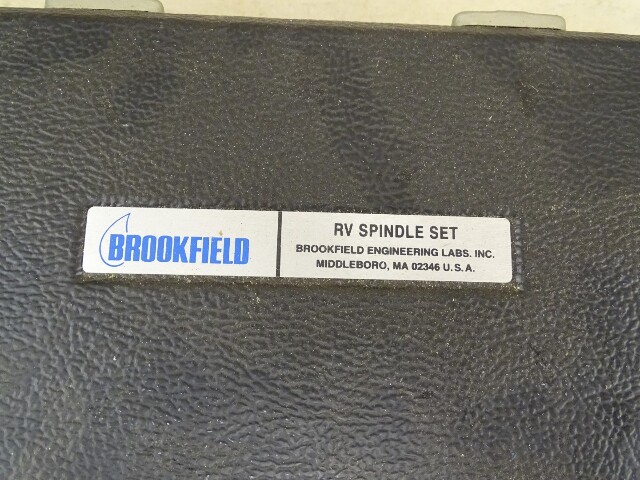 BROOKFIELD
RV SPINDLE SET
BROOKFIELD ENGINEERING LABS. INC.
MIDDLEBORO, MA 02346 U.S.A.